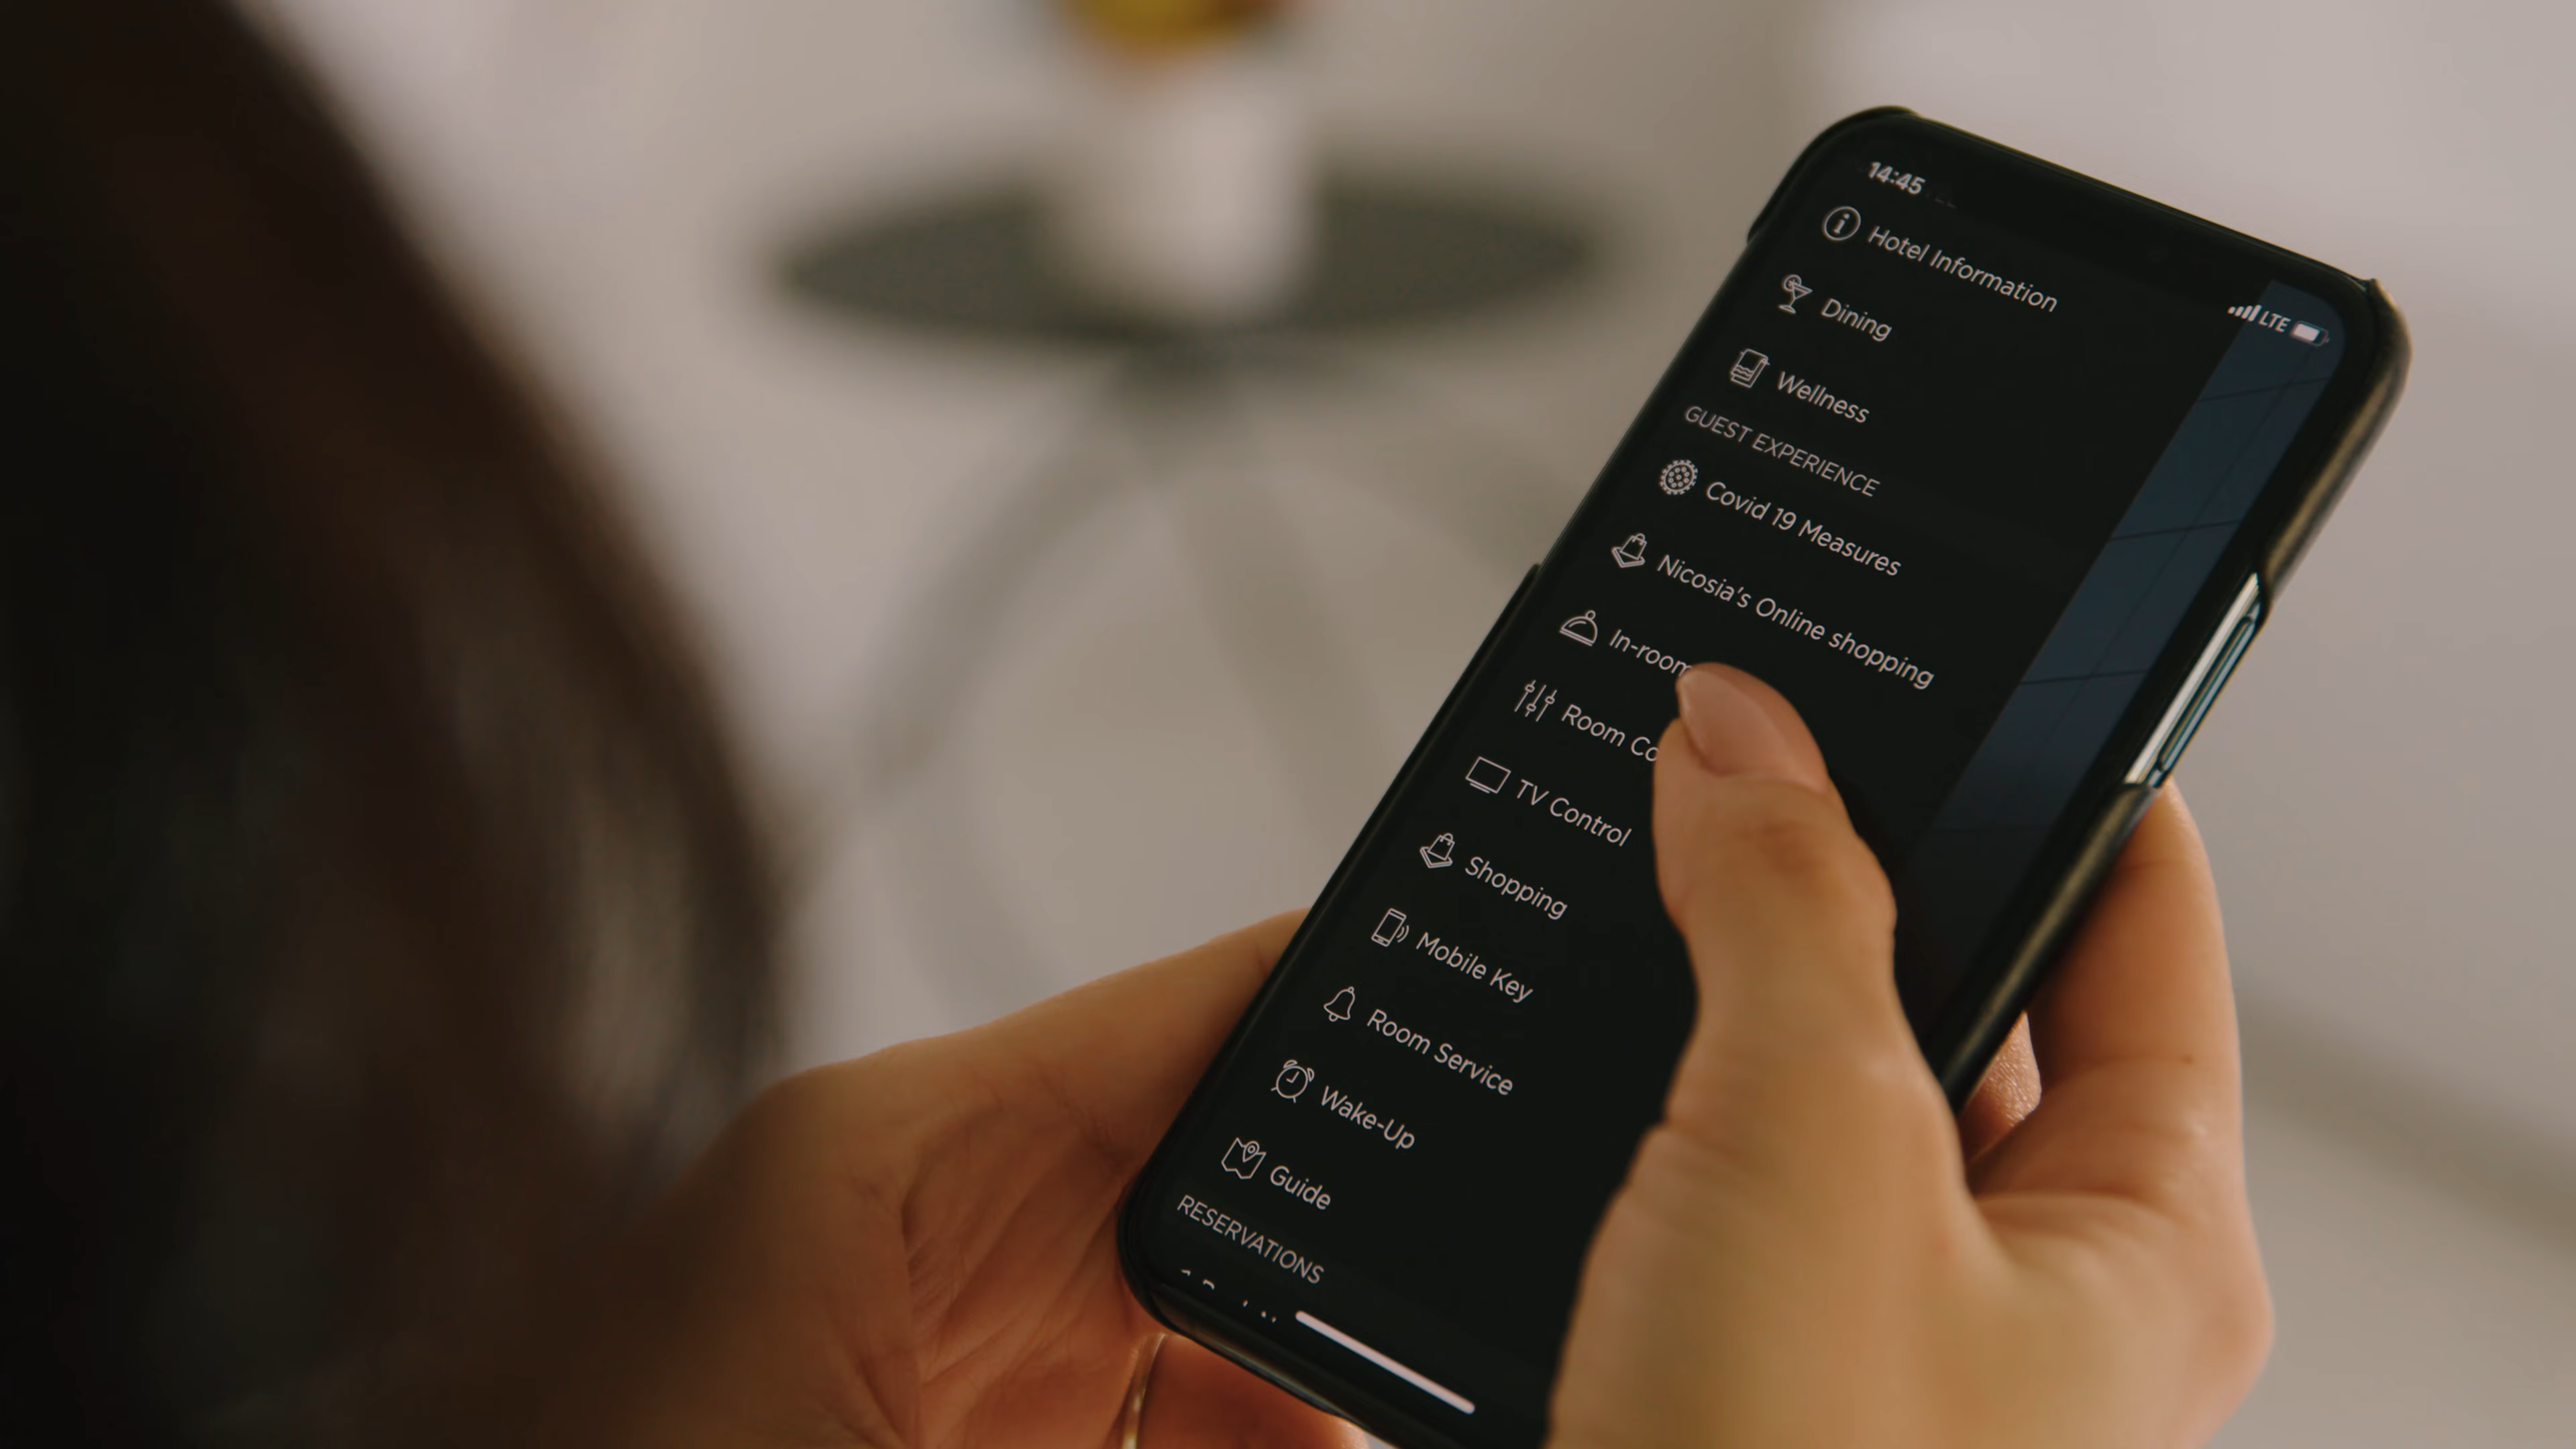 14:45
LTE
Hotel Information
Dining
Wellness
GUEST EXPERIENCE
Covid 19 Measures
Nicosia's Online shopping
In-room
Room
TV Control
Shopping
Mobile Key
Room Service
Wake-Up
Guide
RESERVATIONS